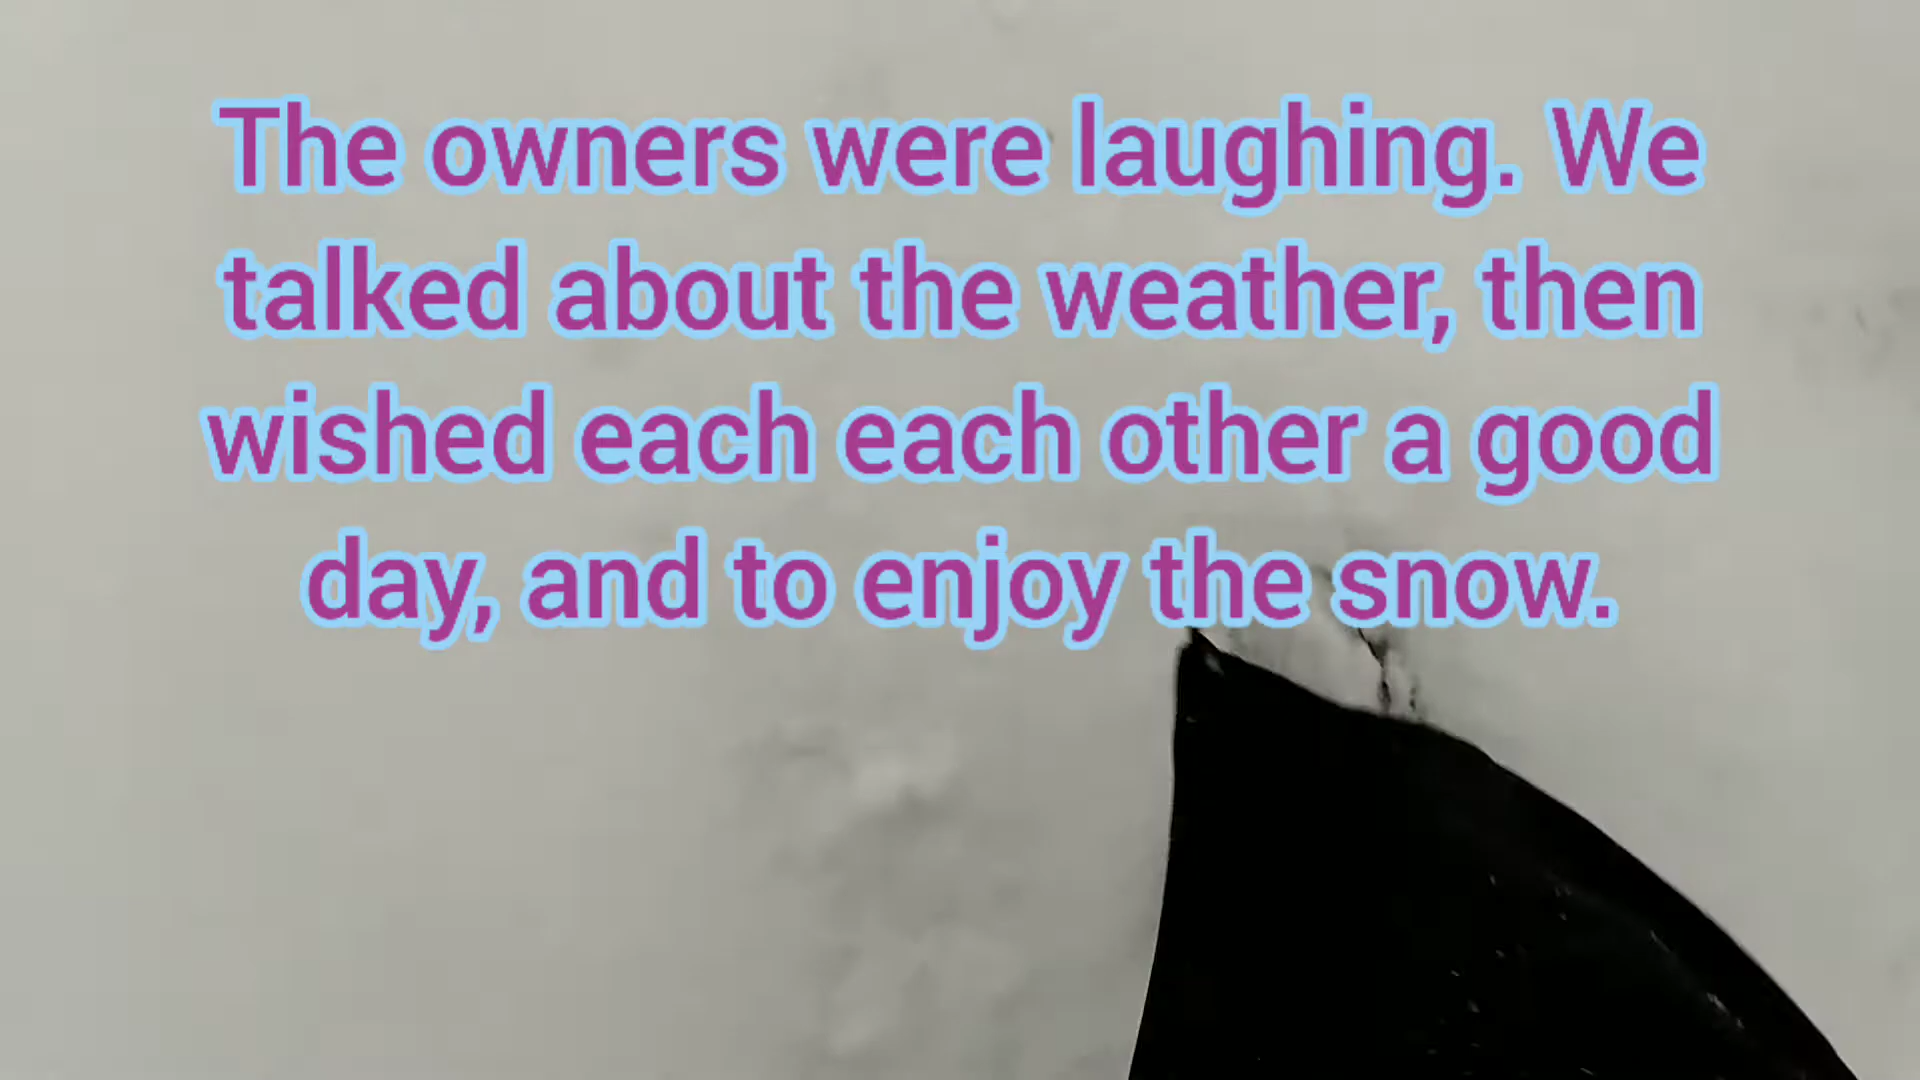 The owners were laughing. We
talked about the weather, then
wished each each other a good
day, and to enjoy the snow.